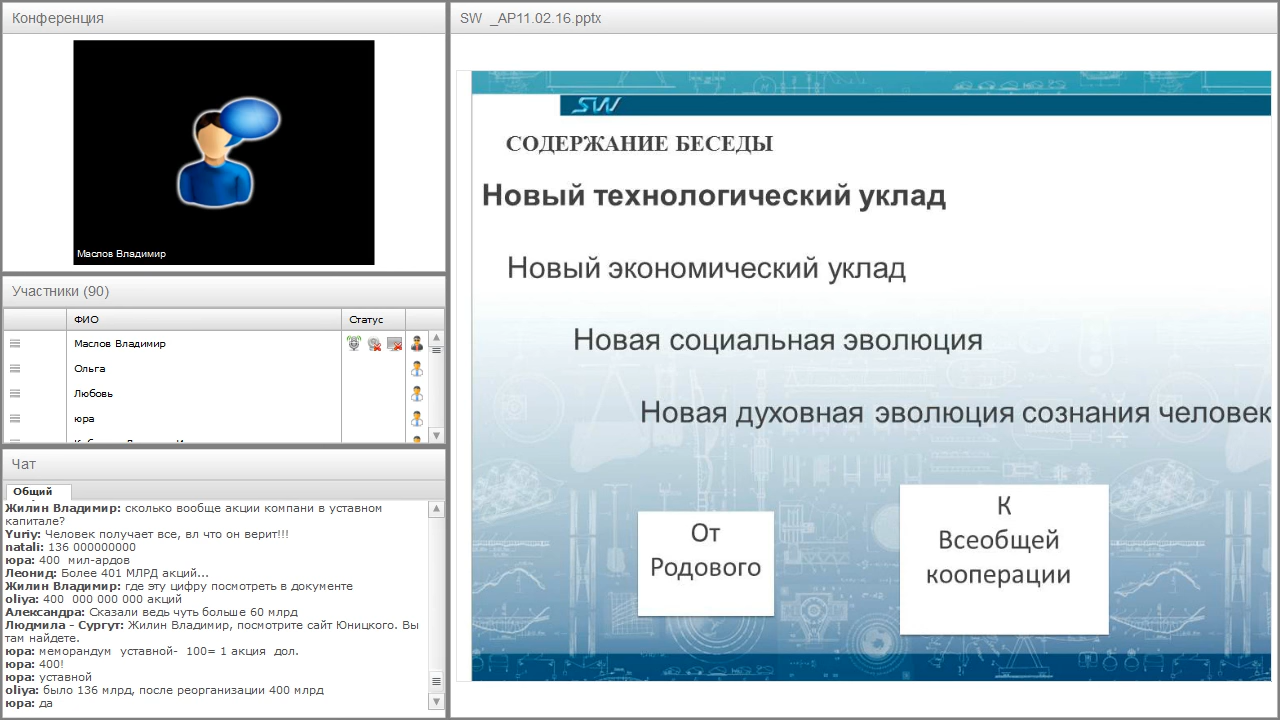 Конференция
Маслов Владимир
Участники (90)
ФИО Статус
Маслов Владимир
Ольга
Любовь
юра
Чат
Общий
Жилин Владимир: сколько вообще акции компани в уставном
капитале?
Yuriy: Человек получает все, вл что он верит!!!
natali: 136 000000000
юра: 400 мил-ардов
Леонид: Более 401 МЛРД акций...
Жилин Владимир: где эту цифру посмотреть в документе
oliya: 400 000 000 000 акций
Александра: Сказали ведь чуть больше 60 млрд
Людмила - Сургут: Жилин Владимир, посмотрите сайт Юницкого. Вы
там найдете.
юра: меморандум уставной- 100= 1 акция дол.
юра: 400!
юра: уставной
oliya: было 136 млрд, после реорганизации 400 млрд
юра: да
SW _AP11.02.16.pptx
SW
СОДЕРЖАНИЕ БЕСЕДЫ
Новый технологический уклад
Новый экономический уклад
Новая социальная эволюция
Новая духовная эволюция сознания человек
От
Родового
К
Всеобщей
кооперации